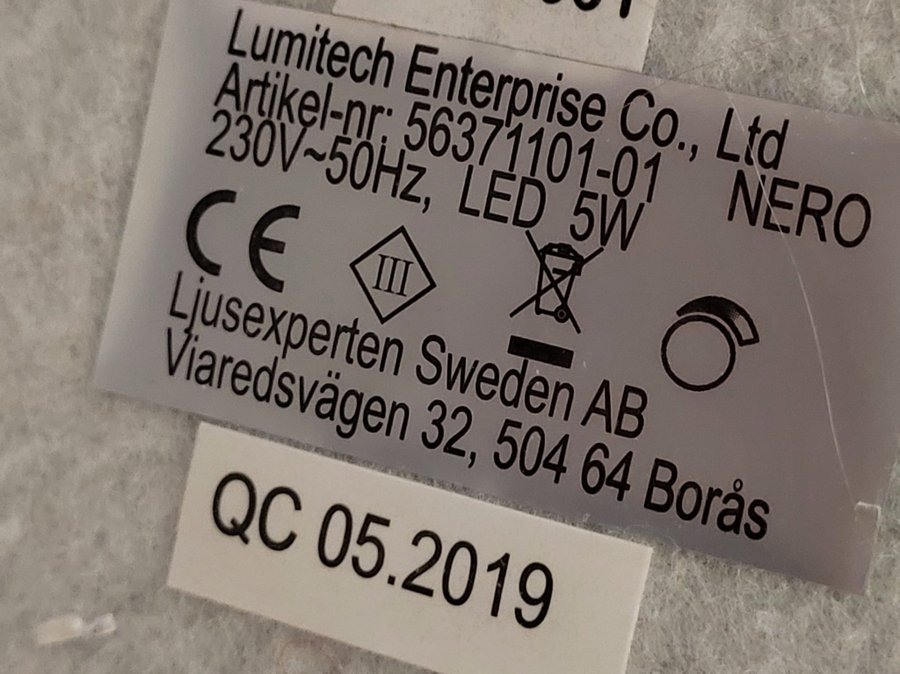 Lumitech Enterprise Co., Ltd
Artikel-nr: 56371101-01 NERO
230V~50Hz, LED 5W
CE III
Ljusexperten Sweden AB
Viaredsvägen 32, 504 64 Borås
QC 05.2019